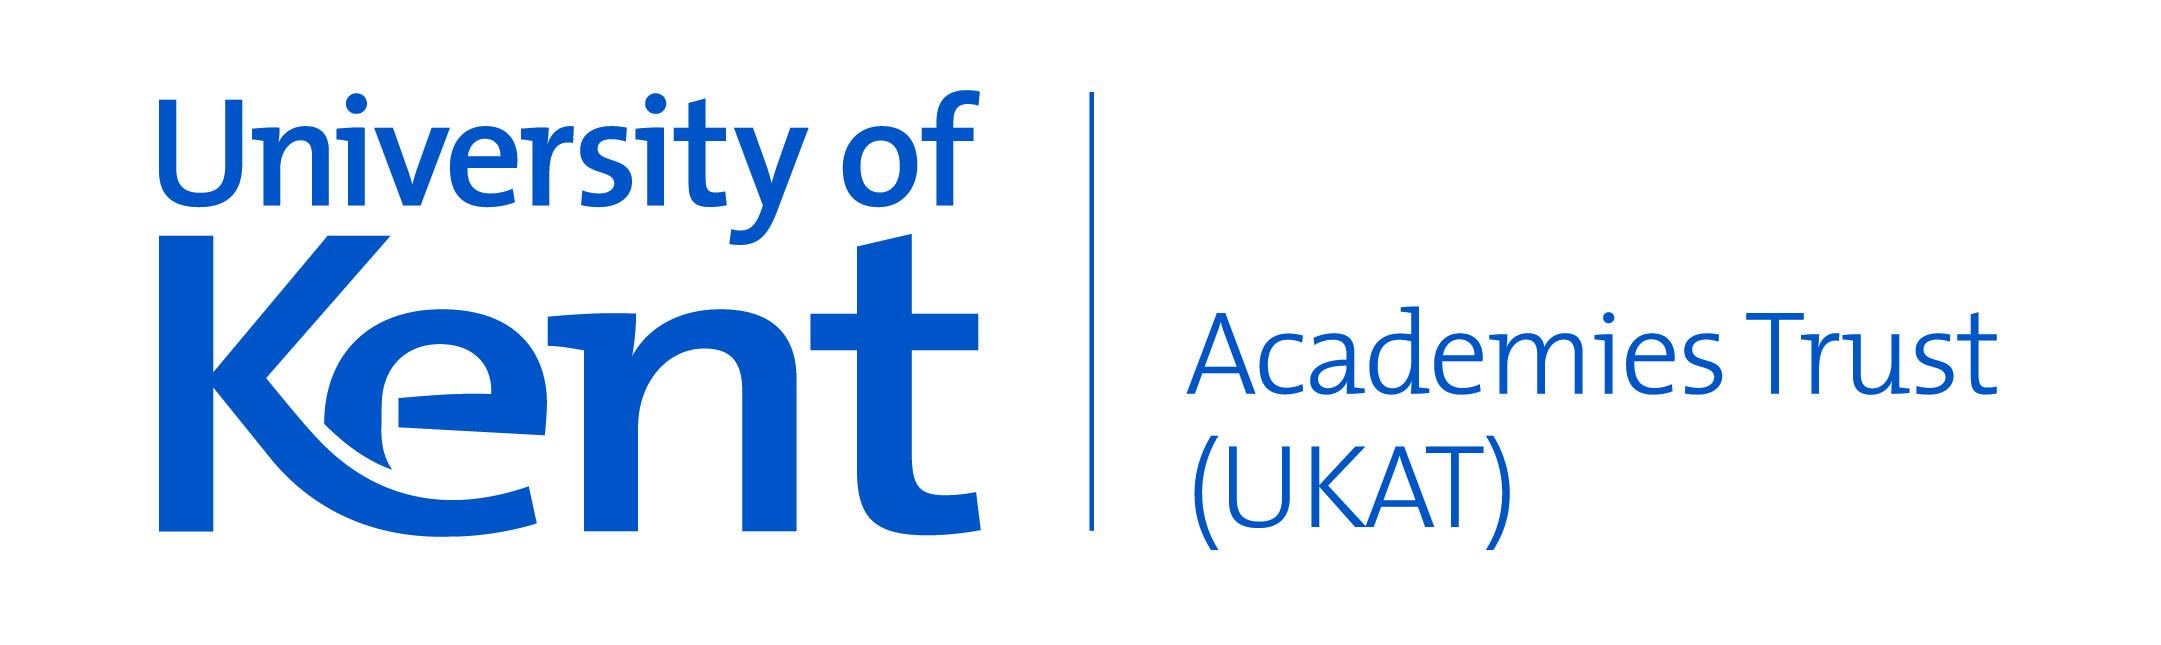 University of
Kent
Academies Trust
(UKAT)